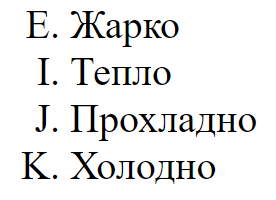 E. Жарко
I. Тепло
J. Прохладно
K. Холодно